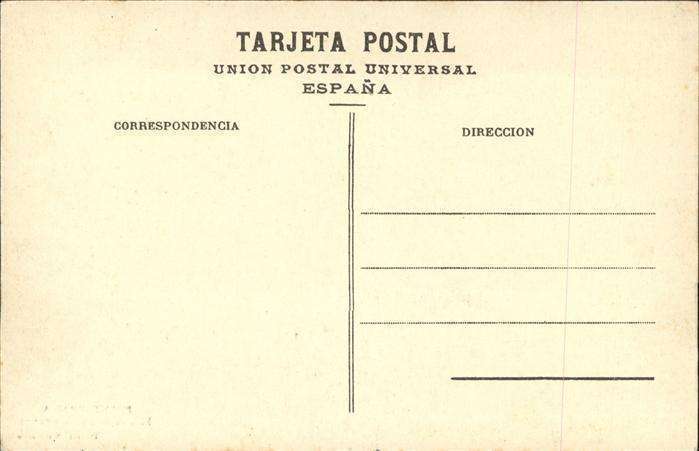 TARJETA POSTAL
UNION POSTAL UNIVERSAL
ESPAÑA
CORRESPONDENCIA
DIRECCION